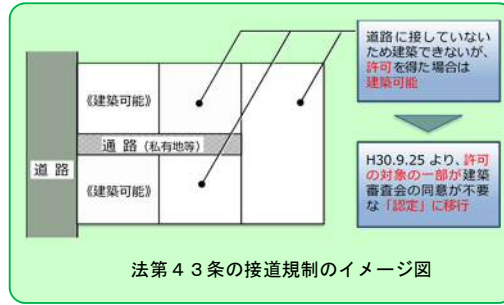 道路
《建築可能》
通 路（私有地等）
《建築可能》
道路に接していない
ため建築できないが、
許可を得た場合は
建築可能
H30.9.25 より、許可
の対象の一部が建築
審査会の同意が不要
な「認定」に移行
法第４３条の接道規制のイメージ図